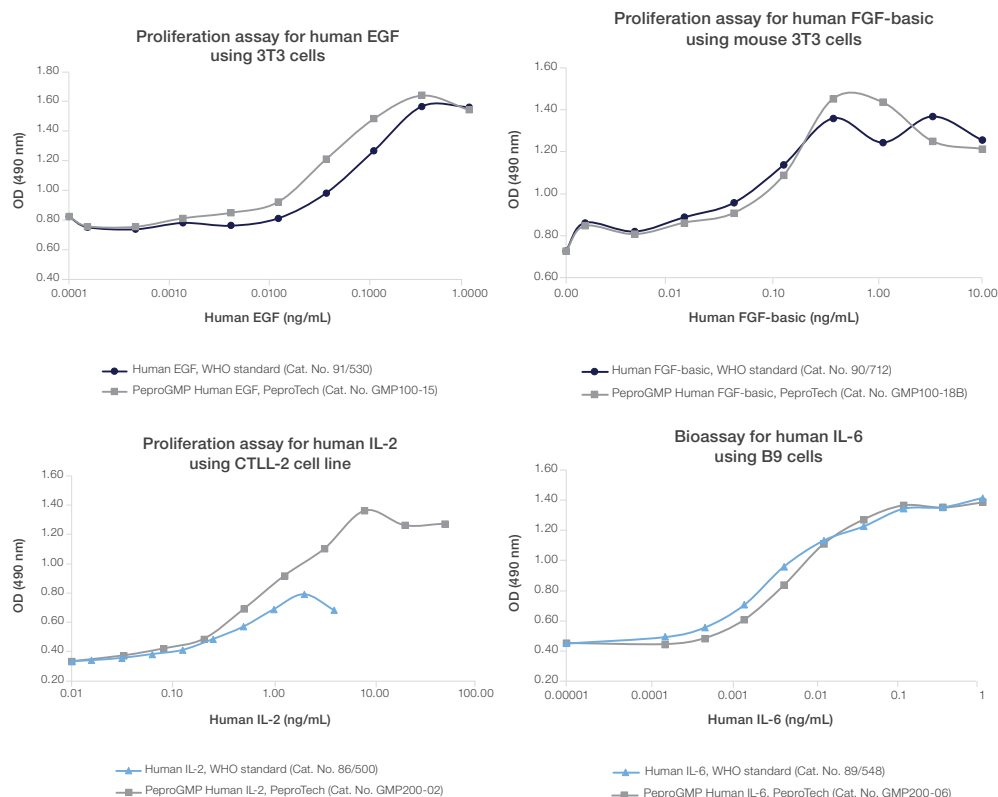 Proliferation assay for human EGF
using 3T3 cells
1.80
1.60
1.40
1.20
1.00
0.80
0.60
0.40
OD (490 nm)
0.0001
0.0010
0.0100
0.1000
1.0000
Human EGF (ng/mL)
Human EGF, WHO standard (Cat. No. 91/530)
PeproGMP Human EGF, PeproTech (Cat. No. GMP100-15)
Proliferation assay for human FGF-basic
using mouse 3T3 cells
1.60
1.40
1.20
1.00
0.80
0.60
OD (490 nm)
0.00
0.01
0.10
1.00
10.00
Human FGF-basic (ng/mL)
Human FGF-basic, WHO standard (Cat. No. 90/712)
PeproGMP Human FGF-basic, PeproTech (Cat. No. GMP100-18B)
Proliferation assay for human IL-2
using CTLL-2 cell line
1.60
1.40
1.20
1.00
0.80
0.60
0.40
0.20
OD (490 nm)
0.01
0.10
1.00
10.00
100.00
Human IL-2 (ng/mL)
Human IL-2, WHO standard (Cat. No. 86/500)
PeproGMP Human IL-2, PeproTech (Cat. No. GMP200-02)
Bioassay for human IL-6
using B9 cells
1.60
1.40
1.20
1.00
0.80
0.60
0.40
0.20
OD (490 nm)
0.00001
0.0001
0.001
0.01
0.1
1
Human IL-6 (ng/mL)
Human IL-6, WHO standard (Cat. No. 89/548)
PeproGMP Human IL-6, PeproTech (Cat. No. GMP200-06)